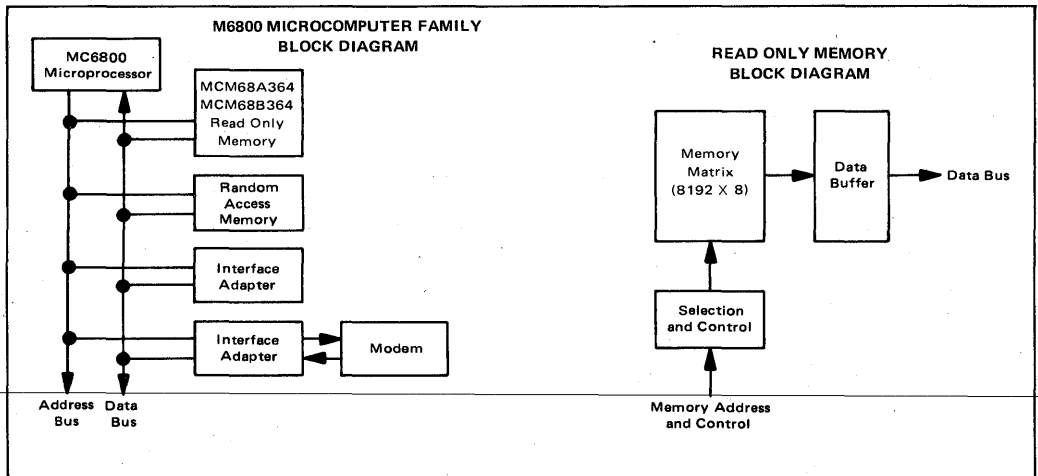 M6800 MICROCOMPUTER FAMILY
BLOCK DIAGRAM
MC6800
Microprocessor
MCM68A364
MCM68B364
Read Only
Memory
Random
Access
Memory
Interface
Adapter
Interface
Adapter
Modem
Address
Bus
Data
Bus
READ ONLY MEMORY
BLOCK DIAGRAM
Memory
Matrix
(8192 X 8)
Data
Buffer
Data Bus
Selection
and Control
Memory Address
and Control